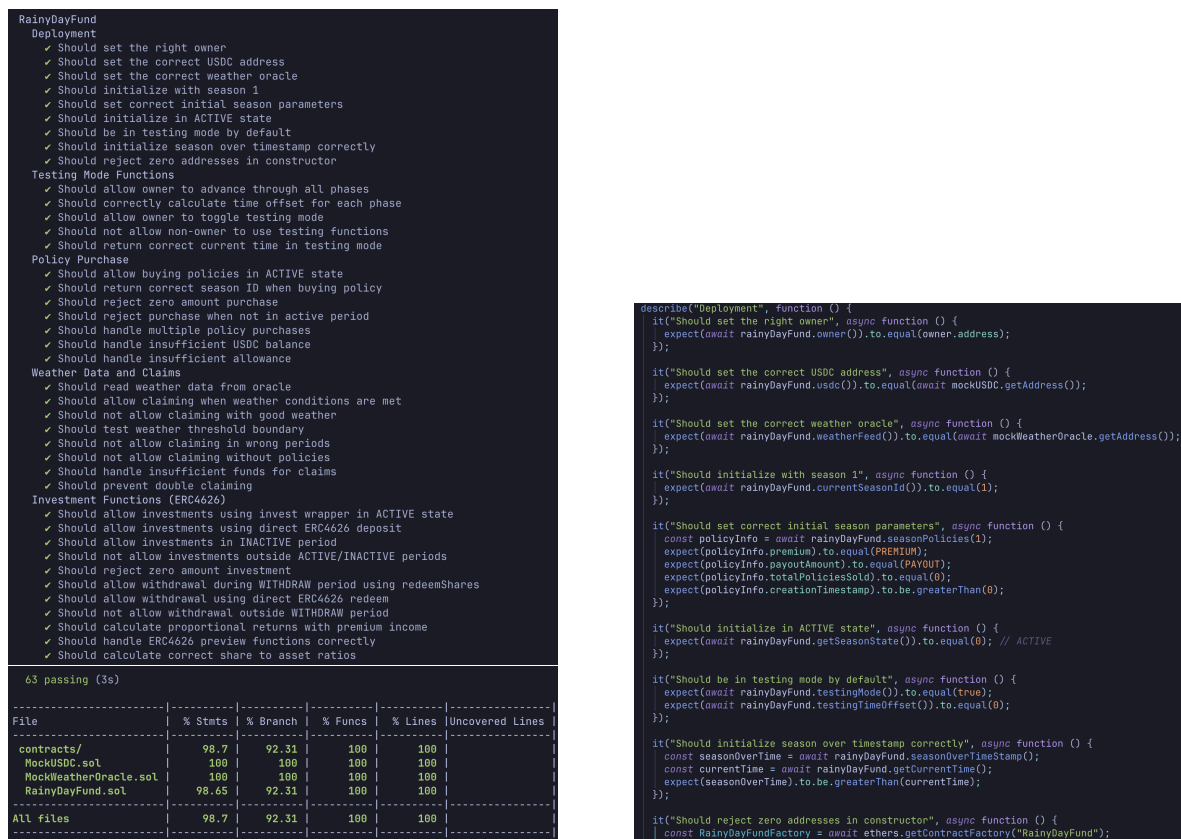 RainyDayFund
Deployment
✔ Should set the right owner
✔ Should set the correct USDC address
✔ Should set the correct weather oracle
✔ Should initialize with season 1
✔ Should set correct initial season parameters
✔ Should initialize in ACTIVE state
✔ Should be in testing mode by default
✔ Should initialize season over timestamp correctly
✔ Should reject zero addresses in constructor
Testing Mode Functions
✔ Should allow owner to advance through all phases
✔ Should correctly calculate time offset for each phase
✔ Should allow owner to toggle testing mode
✔ Should not allow non-owner to use testing functions
✔ Should return correct current time in testing mode
Policy Purchase
✔ Should allow buying policies in ACTIVE state
✔ Should return correct season ID when buying policy
✔ Should reject zero amount purchase
✔ Should reject purchase when not in active period
✔ Should handle multiple policy purchases
✔ Should handle insufficient USDC balance
✔ Should handle insufficient allowance
Weather Data and Claims
✔ Should read weather data from oracle
✔ Should allow claiming when weather conditions are met
✔ Should not allow claiming with good weather
✔ Should test weather threshold boundary
✔ Should not allow claiming in wrong periods
✔ Should not allow claiming without policies
✔ Should handle insufficient funds for claims
✔ Should prevent double claiming
Investment Functions (ERC4626)
✔ Should allow investments using invest wrapper in ACTIVE state
✔ Should allow investments using direct ERC4626 deposit
✔ Should allow investments in INACTIVE period
✔ Should not allow investments outside ACTIVE/INACTIVE periods
✔ Should reject zero amount investment
✔ Should allow withdrawal during WITHDRAW period using redeemShares
✔ Should allow withdrawal using direct ERC4626 redeem
✔ Should not allow withdrawal outside WITHDRAW period
✔ Should calculate proportional returns with premium income
✔ Should handle ERC4626 preview functions correctly
✔ Should calculate correct share to asset ratios
63 passing (3s)
------------------------|----------|----------|----------|----------|----------------|
File                    |  % Stmts | % Branch |  % Funcs |  % Lines |Uncovered Lines |
------------------------|----------|----------|----------|----------|----------------|
 contracts/             |     98.7 |    92.31 |      100 |      100 |                |
  MockUSDC.sol          |      100 |      100 |      100 |      100 |                |
  MockWeatherOracle.sol |      100 |      100 |      100 |      100 |                |
  RainyDayFund.sol      |    98.65 |    92.31 |      100 |      100 |                |
------------------------|----------|----------|----------|----------|----------------|
All files               |     98.7 |    92.31 |      100 |      100 |                |
------------------------|----------|----------|----------|----------|----------------|
describe("Deployment", function () {
it("Should set the right owner", async function () {
expect(await rainyDayFund.owner()).to.equal(owner.address);
});
it("Should set the correct USDC address", async function () {
expect(await rainyDayFund.usdc()).to.equal(await mockUSDC.getAddress());
});
it("Should set the correct weather oracle", async function () {
expect(await rainyDayFund.weatherFeed()).to.equal(await mockWeatherOracle.getAddress());
});
it("Should initialize with season 1", async function () {
expect(await rainyDayFund.currentSeasonId()).to.equal(1);
});
it("Should set correct initial season parameters", async function () {
const policyInfo = await rainyDayFund.seasonPolicies(1);
expect(policyInfo.premium).to.equal(PREMIUM);
expect(policyInfo.payoutAmount).to.equal(PAYOUT);
expect(policyInfo.totalPoliciesSold).to.equal(0);
expect(policyInfo.creationTimestamp).to.be.greaterThan(0);
});
it("Should initialize in ACTIVE state", async function () {
expect(await rainyDayFund.getSeasonState()).to.equal(0); // ACTIVE
});
it("Should be in testing mode by default", async function () {
expect(await rainyDayFund.testingMode()).to.equal(true);
expect(await rainyDayFund.testingTimeOffset()).to.equal(0);
});
it("Should initialize season over timestamp correctly", async function () {
const seasonOverTime = await rainyDayFund.seasonOverTimeStamp();
const currentTime = await rainyDayFund.getCurrentTime();
expect(seasonOverTime).to.be.greaterThan(currentTime);
});
it("Should reject zero addresses in constructor", async function () {
const RainyDayFundFactory = await ethers.getContractFactory("RainyDayFund");